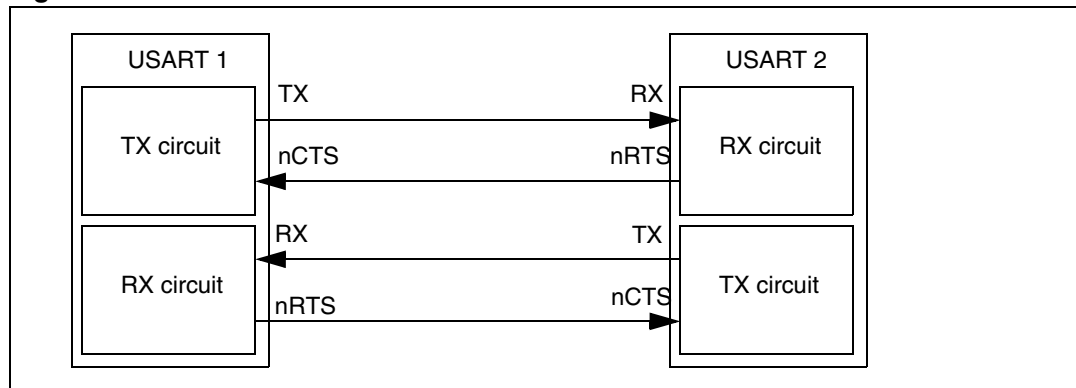 USART 1
USART 2
TX
RX
TX circuit
RX circuit
nCTS
nRTS
RX
TX
RX circuit
TX circuit
nRTS
nCTS